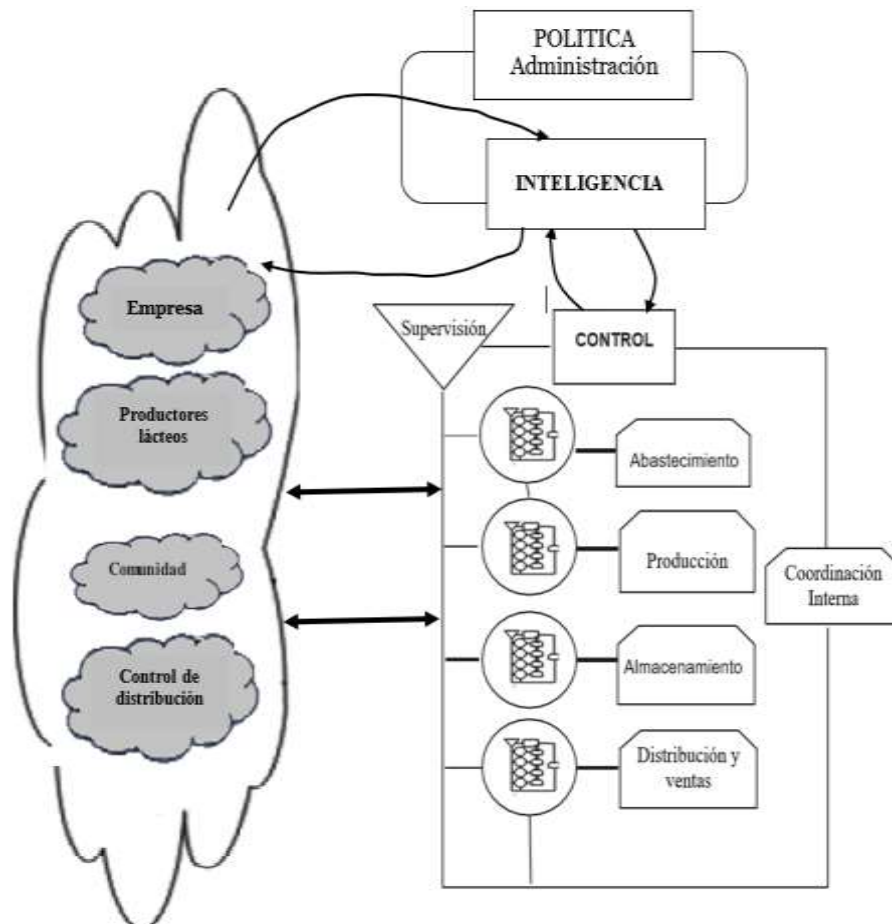 POLITICA
Administración
INTELIGENCIA
Empresa
Supervisión
CONTROL
Productores
lácteos
Abastecimiento
Producción
Comunidad
Coordinación
Interna
Almacenamiento
Control de
distribución
Distribución y
ventas